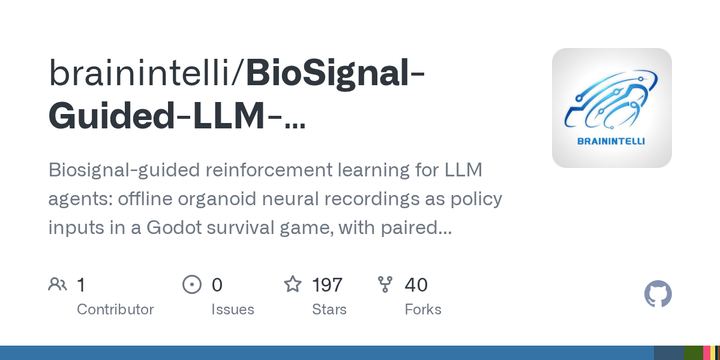 brainintelli/BioSignal-
Guided-LLM-...
BRAININTELLI
Biosignal-guided reinforcement learning for LLM
agents: offline organoid neural recordings as policy
inputs in a Godot survival game, with paired...
1
Contributor
0
Issues
197
Stars
40
Forks